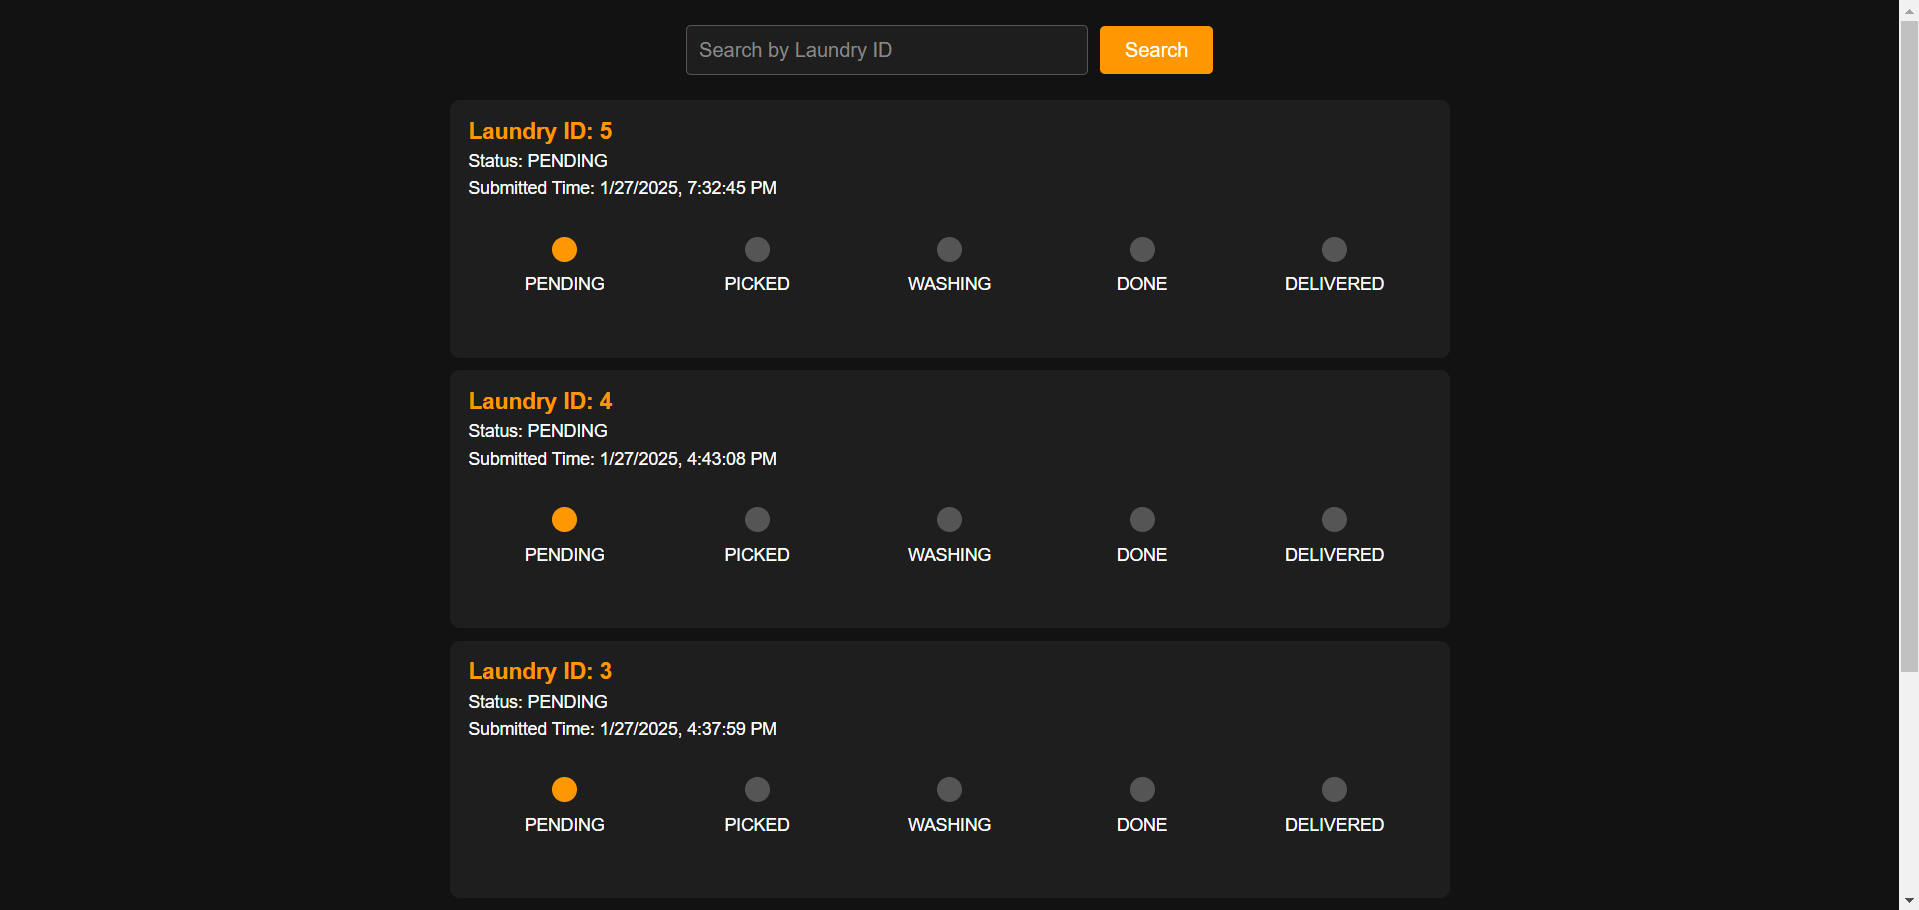 Search by Laundry ID Search
Laundry ID: 5
Status: PENDING
Submitted Time: 1/27/2025, 7:32:45 PM
PENDING PICKED WASHING DONE DELIVERED
Laundry ID: 4
Status: PENDING
Submitted Time: 1/27/2025, 4:43:08 PM
PENDING PICKED WASHING DONE DELIVERED
Laundry ID: 3
Status: PENDING
Submitted Time: 1/27/2025, 4:37:59 PM
PENDING PICKED WASHING DONE DELIVERED